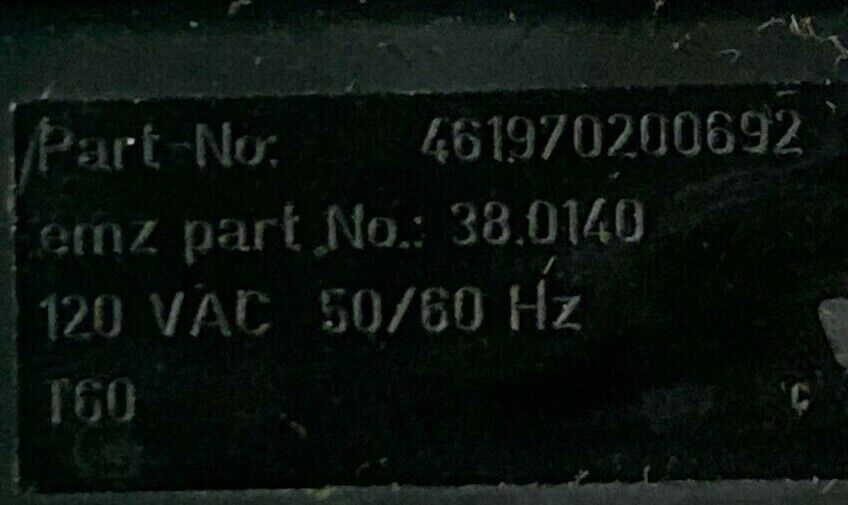 Part-No: 461970200692
emz part No.: 38.0140
120 VAC 50/60 Hz
T60